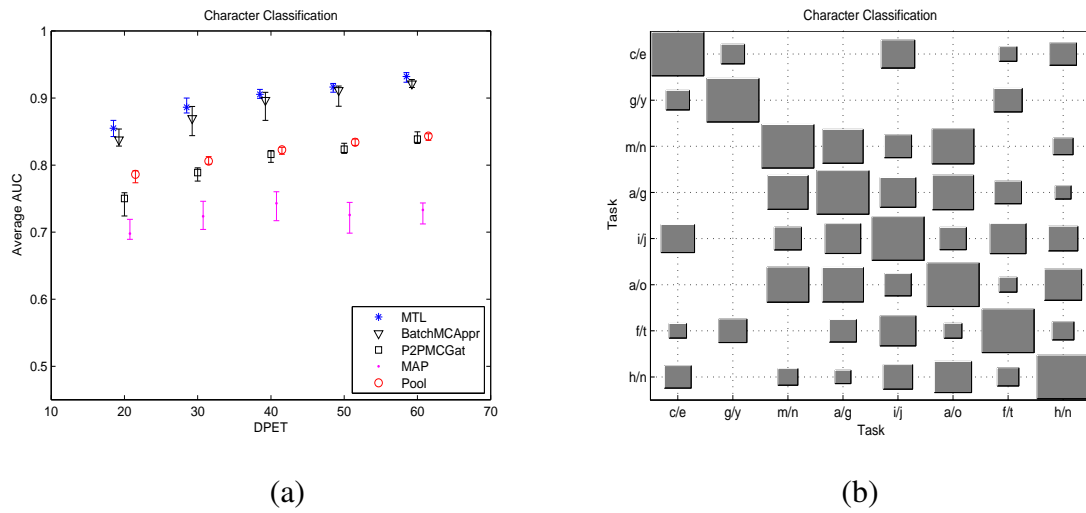 Character Classification
1
0.9
0.8
0.7
0.6
0.5
Average AUC
10 20 30 40 50 60 70
DPET
MTL
BatchMCAppr
P2PMCGat
MAP
Pool
(a)
Character Classification
c/e
g/y
m/n
a/g
i/j
a/o
f/t
h/n
Task
c/e g/y m/n a/g i/j a/o f/t h/n
Task
(b)